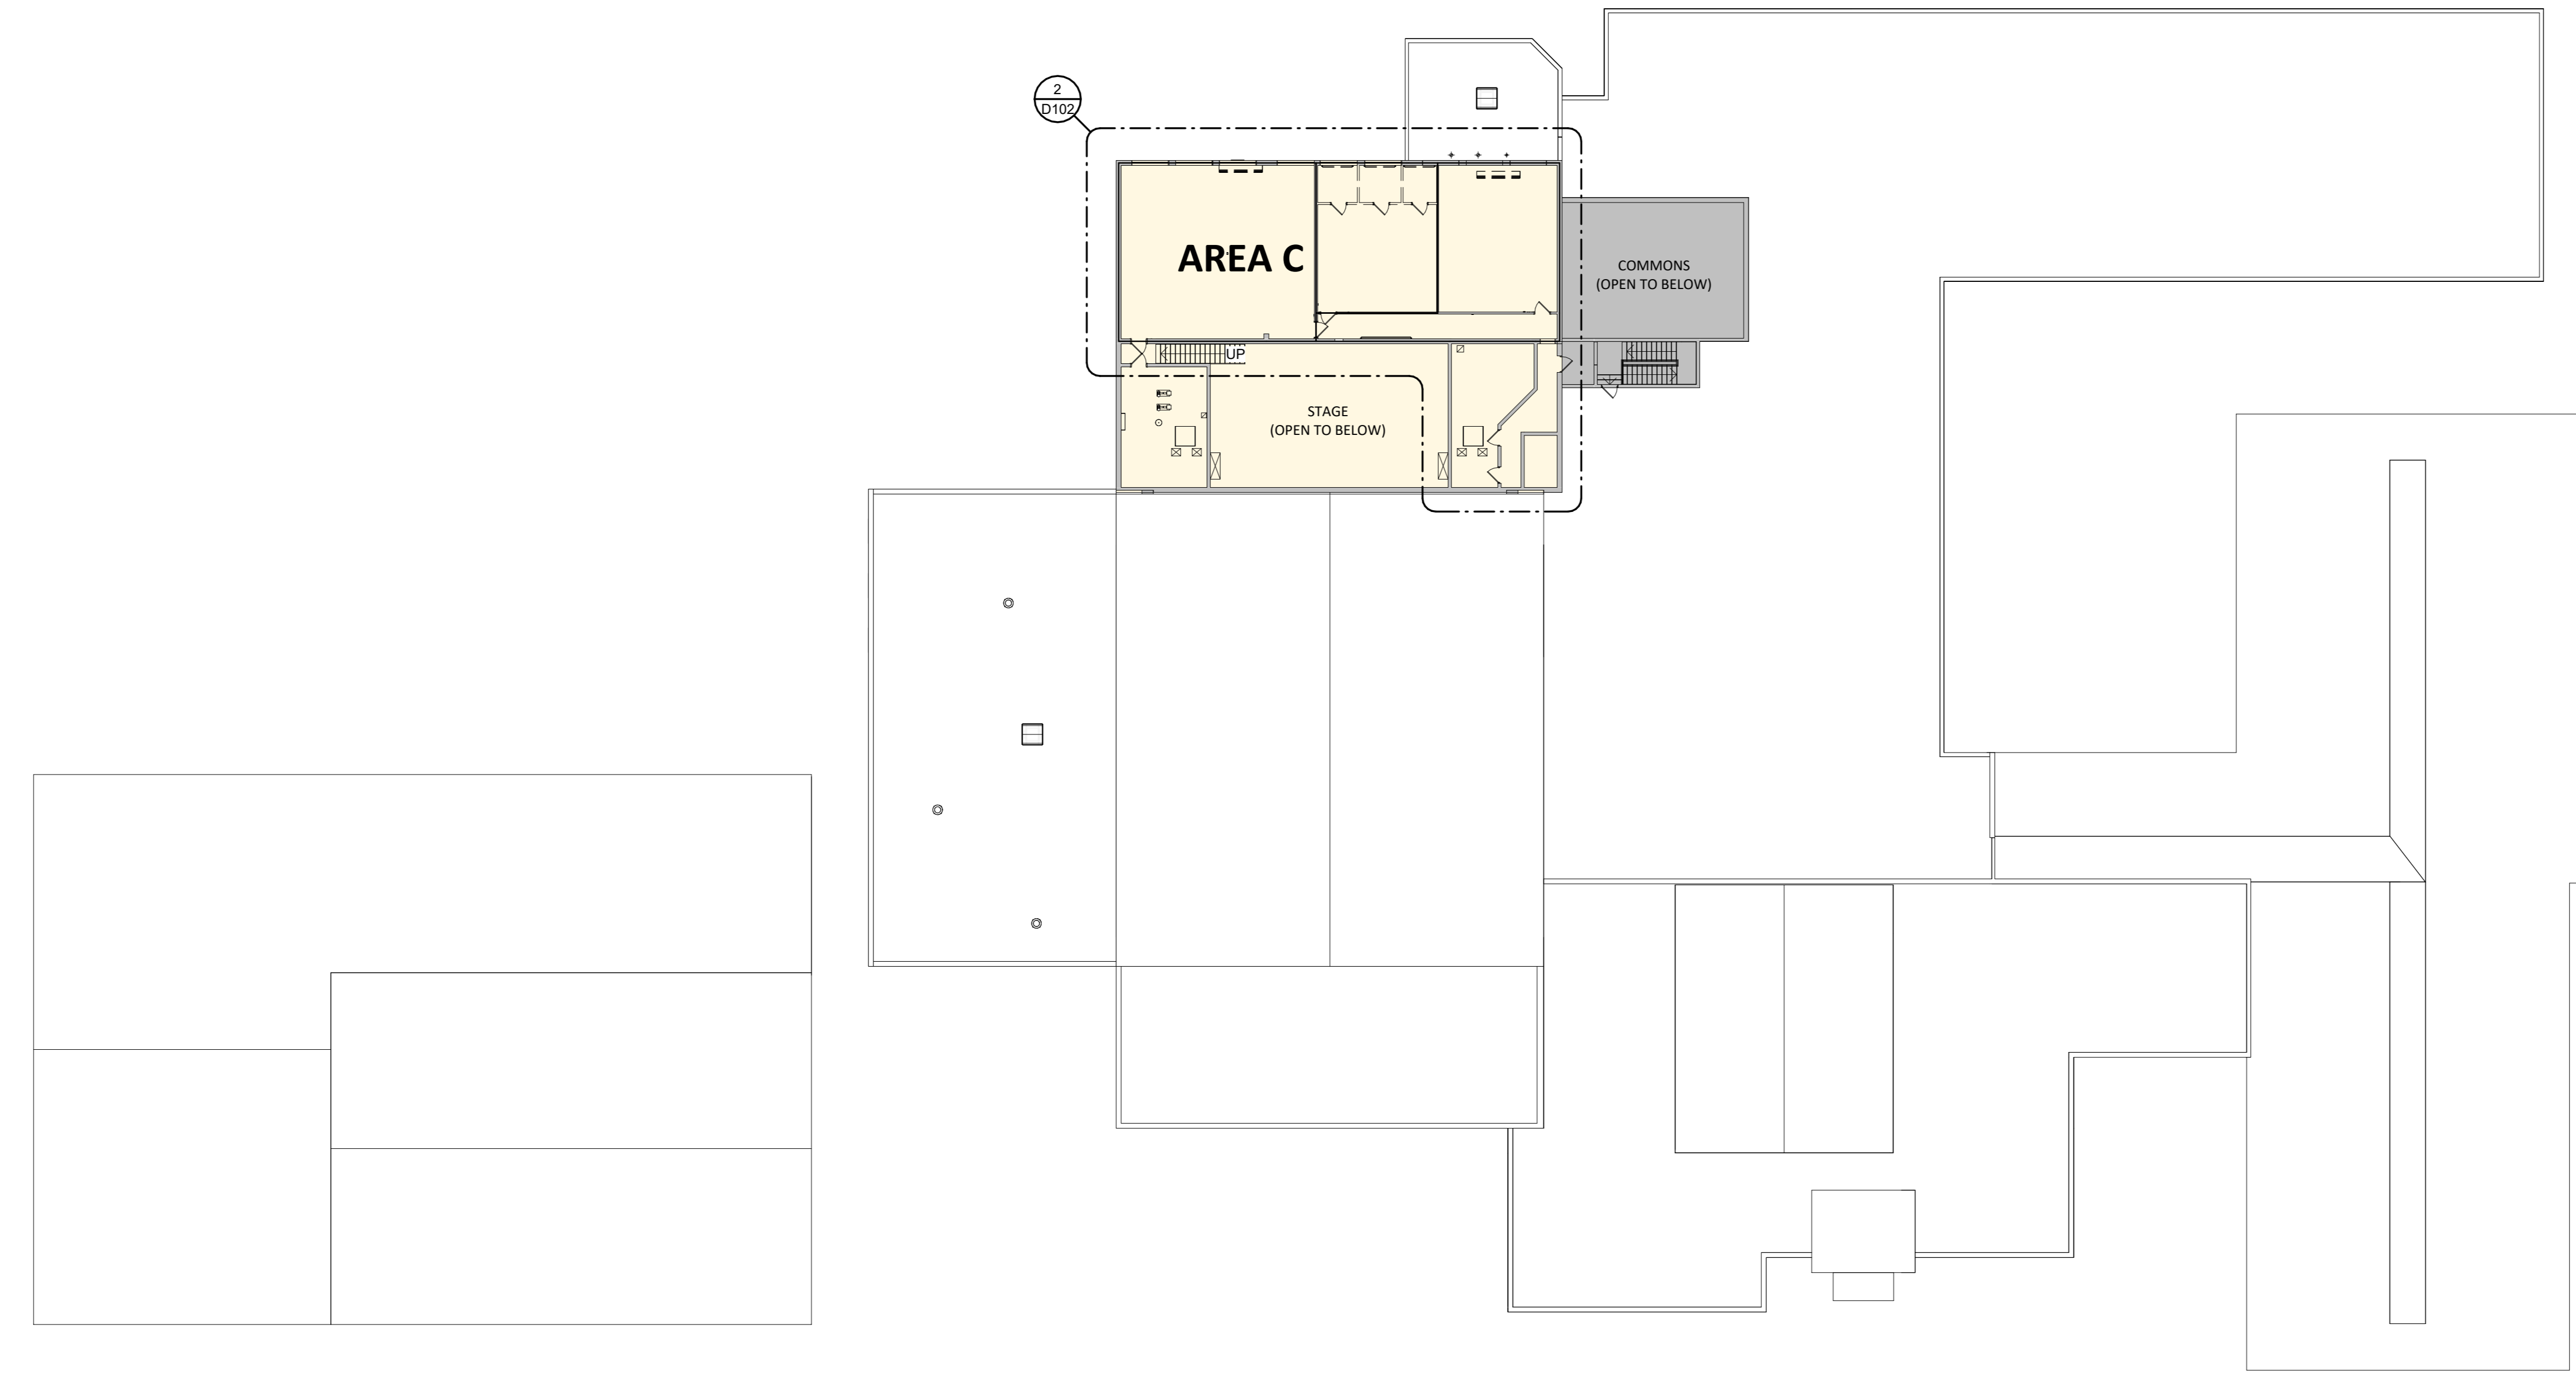 2
D102
AREA C
COMMONS
(OPEN TO BELOW)
UP
STAGE
(OPEN TO BELOW)